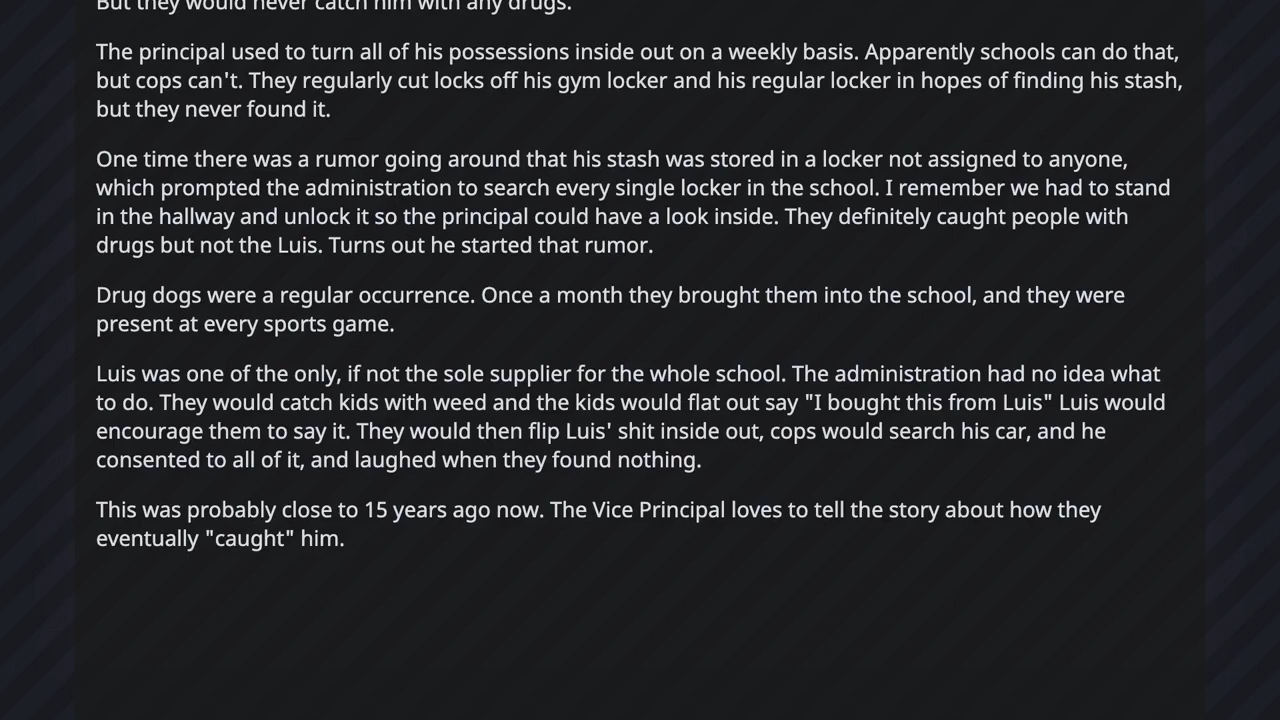 But they would never catch him with any drugs.
The principal used to turn all of his possessions inside out on a weekly basis. Apparently schools can do that,
but cops can't. They regularly cut locks off his gym locker and his regular locker in hopes of finding his stash,
but they never found it.
One time there was a rumor going around that his stash was stored in a locker not assigned to anyone,
which prompted the administration to search every single locker in the school. I remember we had to stand
in the hallway and unlock it so the principal could have a look inside. They definitely caught people with
drugs but not the Luis. Turns out he started that rumor.
Drug dogs were a regular occurrence. Once a month they brought them into the school, and they were
present at every sports game.
Luis was one of the only, if not the sole supplier for the whole school. The administration had no idea what
to do. They would catch kids with weed and the kids would flat out say "I bought this from Luis" Luis would
encourage them to say it. They would then flip Luis' shit inside out, cops would search his car, and he
consented to all of it, and laughed when they found nothing.
This was probably close to 15 years ago now. The Vice Principal loves to tell the story about how they
eventually "caught" him.